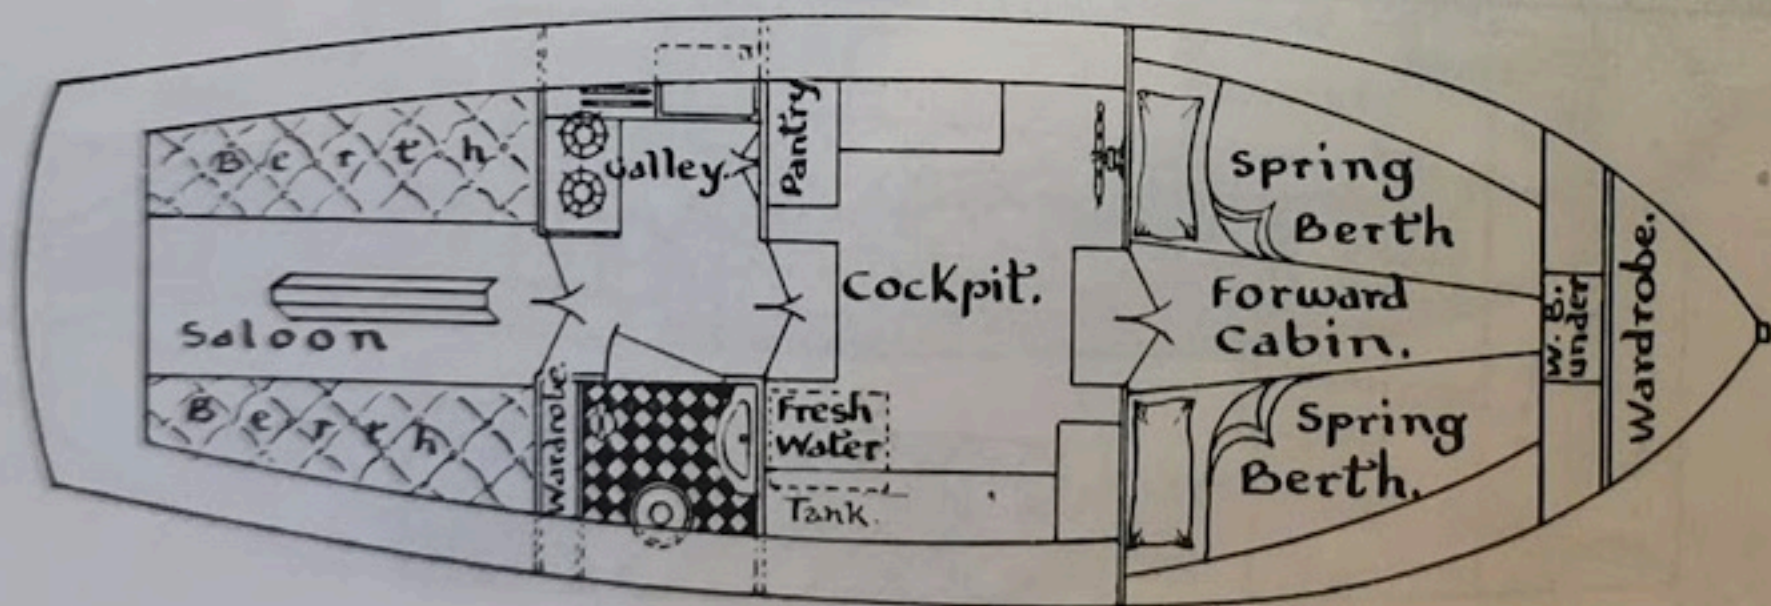 Berth
Saloon
Berth
Galley.
Wardrobe.
Pantry
Fresh
Water
Tank.
Cockpit.
Spring
Berth
Forward
Cabin.
Spring
Berth.
W. B.
under
Wardrobe.